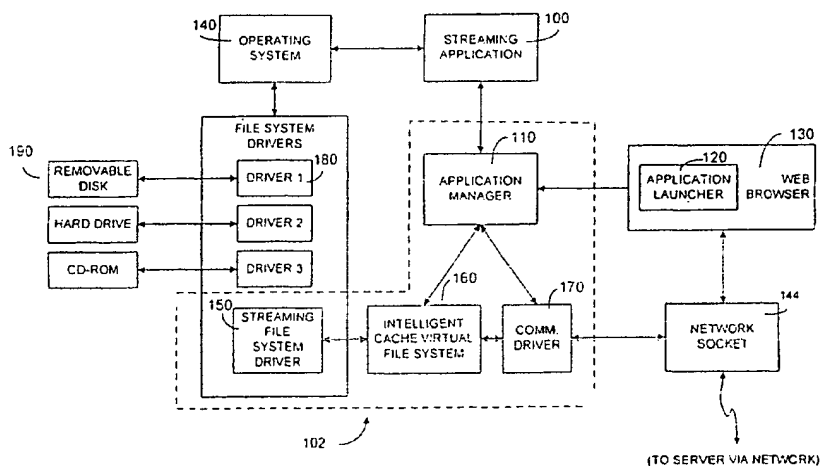 140
OPERATING
SYSTEM
100
STREAMING
APPLICATION
FILE SYSTEM
DRIVERS
110
130
190
REMOVABLE
DISK
180
DRIVER 1
APPLICATION
MANAGER
120
APPLICATION
LAUNCHER
WEB
BROWSER
HARD DRIVE
DRIVER 2
CD-ROM
DRIVER 3
160
170
150
STREAMING
FILE
SYSTEM
DRIVER
INTELLIGENT
CACHE VIRTUAL
FILE SYSTEM
COMM.
DRIVER
144
NETWORK
SOCKET
102
(TO SERVER VIA NETWORK)